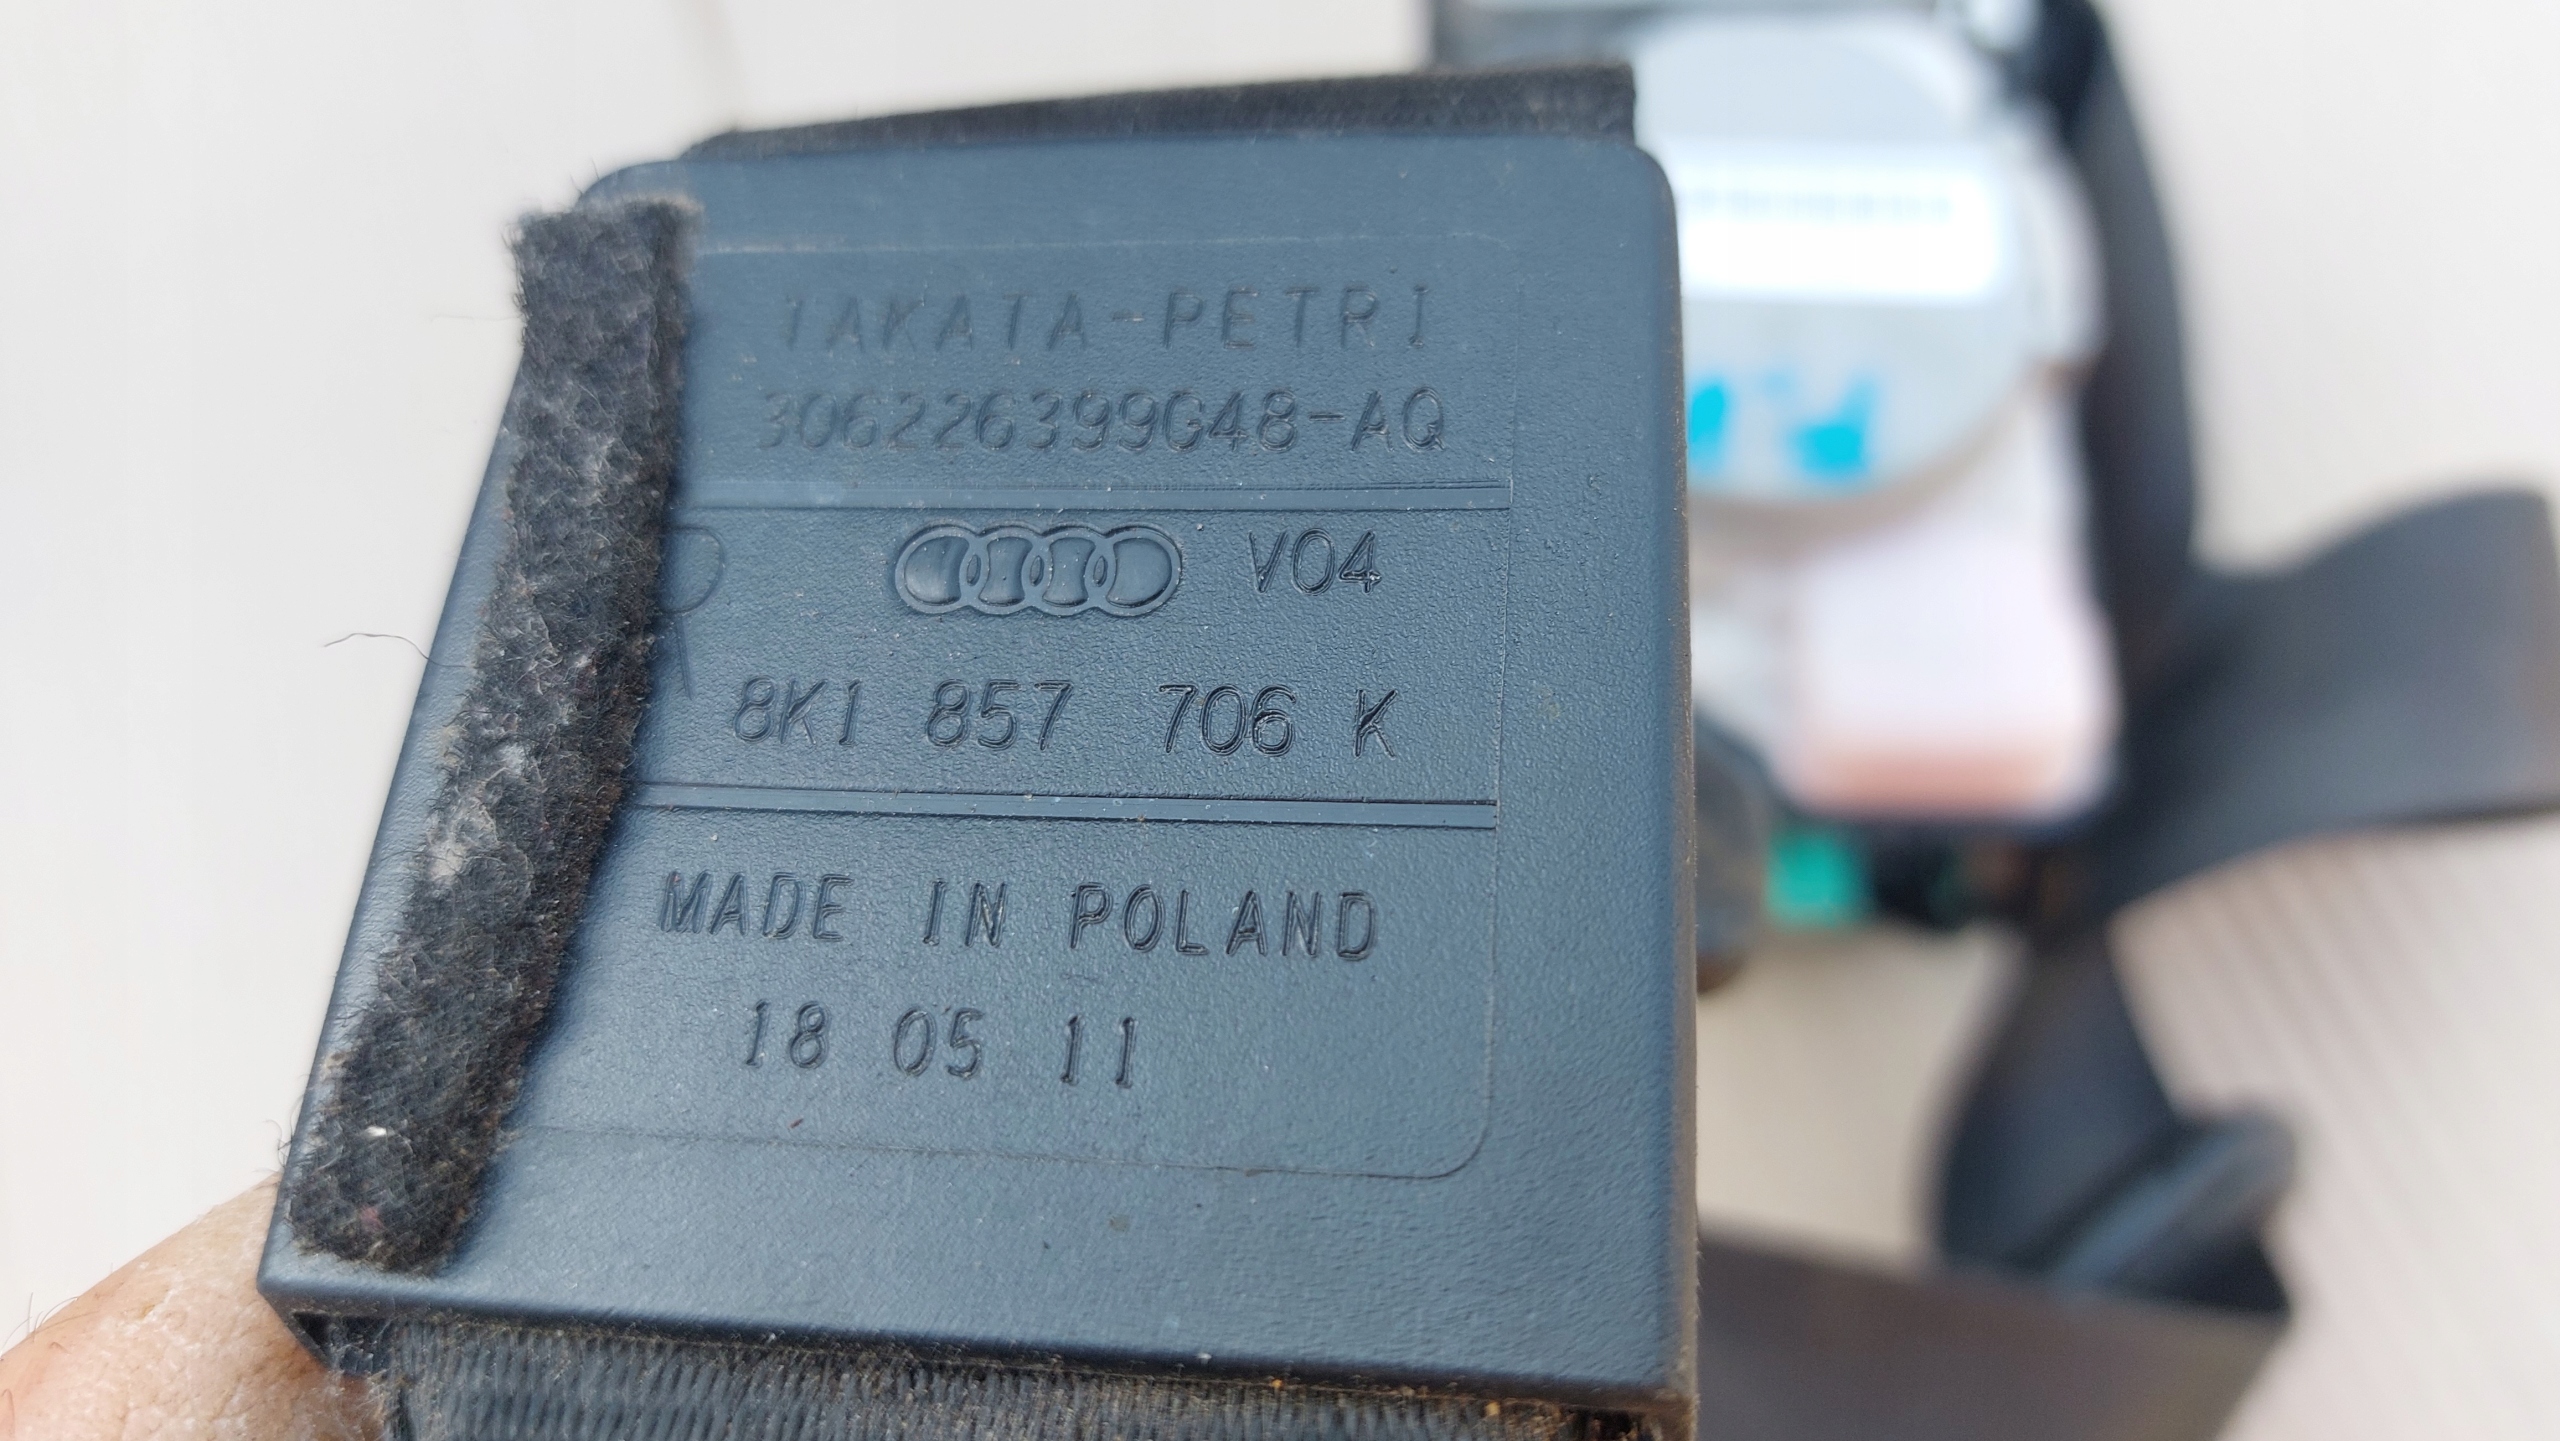 TAKATA-PETRI
306226399G48-AQ
V04
8K1 857 706 K
MADE IN POLAND
18 05 11